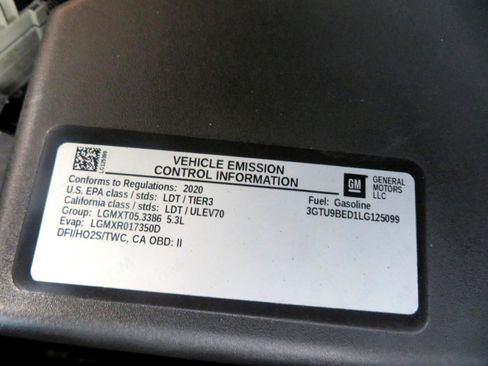 LG125099
VEHICLE EMISSION
CONTROL INFORMATION
Conforms to Regulations: 2020
U.S. EPA class / stds: LDT / TIER3
California class / stds: LDT / ULEV70
Group: LGMXT05.3386 5.3L
Evap: LGMXR017350D
DFI/HO2S/TWC, CA OBD: II
GM
GENERAL
MOTORS
LLC
Fuel: Gasoline
3GTU9BED1LG125099